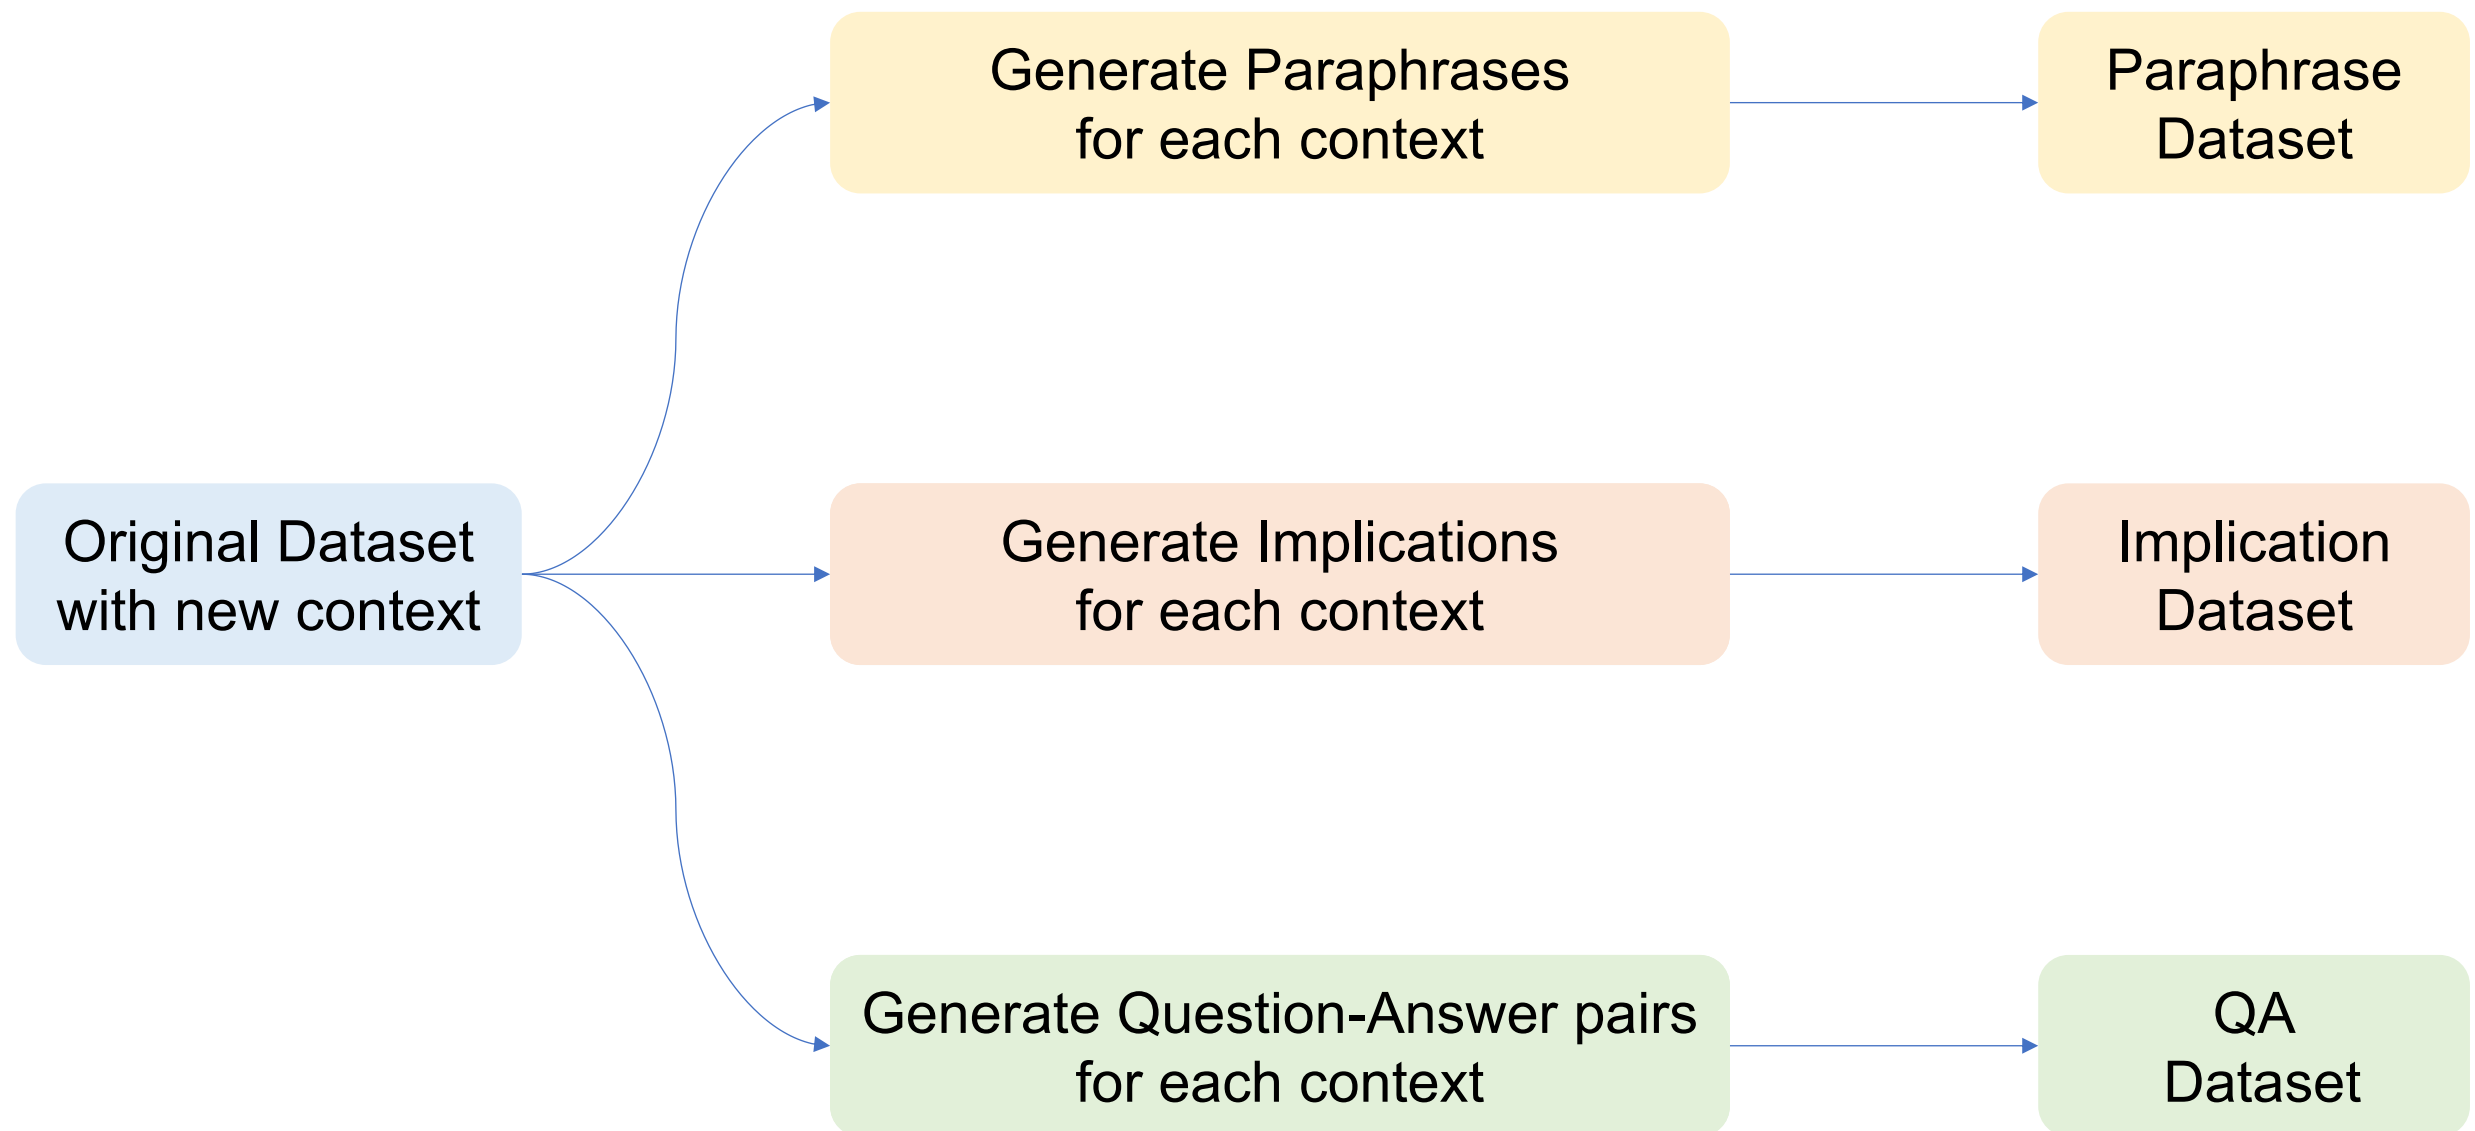 Generate Paraphrases
for each context
Paraphrase
Dataset
Original Dataset
with new context
Generate Implications
for each context
Implication
Dataset
Generate Question-Answer pairs
for each context
QA
Dataset